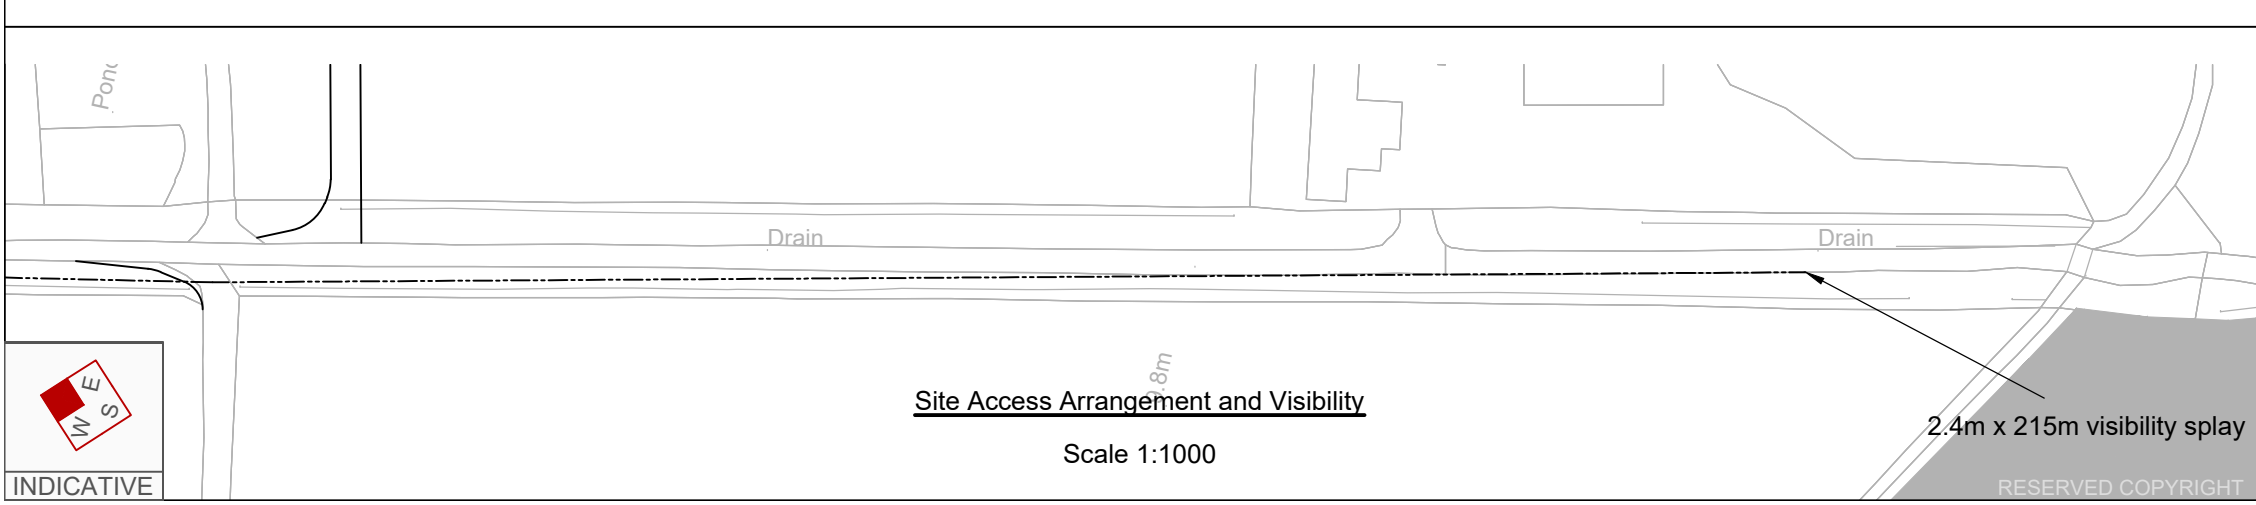 Drain
Drain
E
S
W
Site Access Arrangement and Visibility
Scale 1:1000
2.4m x 215m visibility splay
INDICATIVE
RESERVED COPYRIGHT